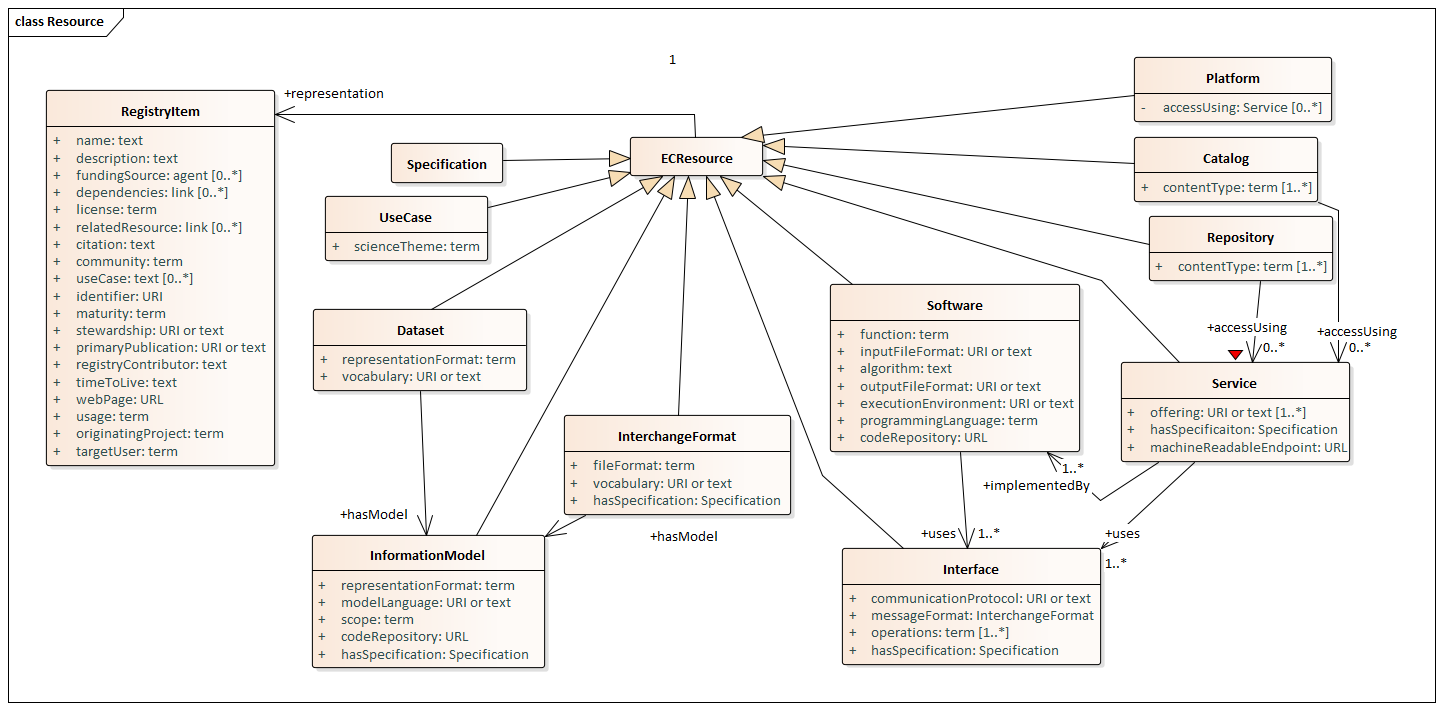 class Resource
1
+representation
RegistryItem
+ name: text
+ description: text
+ fundingSource: agent [0..*]
+ dependencies: link [0..*]
+ license: term
+ relatedResource: link [0..*]
+ citation: text
+ community: term
+ useCase: text [0..*]
+ identifier: URI
+ maturity: term
+ stewardship: URI or text
+ primaryPublication: URI or text
+ registryContributor: text
+ timeToLive: text
+ webPage: URL
+ usage: term
+ originatingProject: term
+ targetUser: term
Specification
ECResource
UseCase
+ scienceTheme: term
Platform
- accessUsing: Service [0..*]
Catalog
+ contentType: term [1..*]
Repository
+ contentType: term [1..*]
+accessUsing
0..*
+accessUsing
0..*
Dataset
+ representationFormat: term
+ vocabulary: URI or text
Software
+ function: term
+ inputFileFormat: URI or text
+ algorithm: text
+ outputFileFormat: URI or text
+ executionEnvironment: URI or text
+ programmingLanguage: term
+ codeRepository: URL
Service
+ offering: URI or text [1..*]
+ hasSpecificaiton: Specification
+ machineReadableEndpoint: URL
InterchangeFormat
+ fileFormat: term
+ vocabulary: URI or text
+ hasSpecification: Specification
1..*
+implementedBy
+hasModel
+hasModel
+uses
1..*
+uses
1..*
InformationModel
+ representationFormat: term
+ modelLanguage: URI or text
+ scope: term
+ codeRepository: URL
+ hasSpecification: Specification
Interface
+ communicationProtocol: URI or text
+ messageFormat: InterchangeFormat
+ operations: term [1..*]
+ hasSpecification: Specification